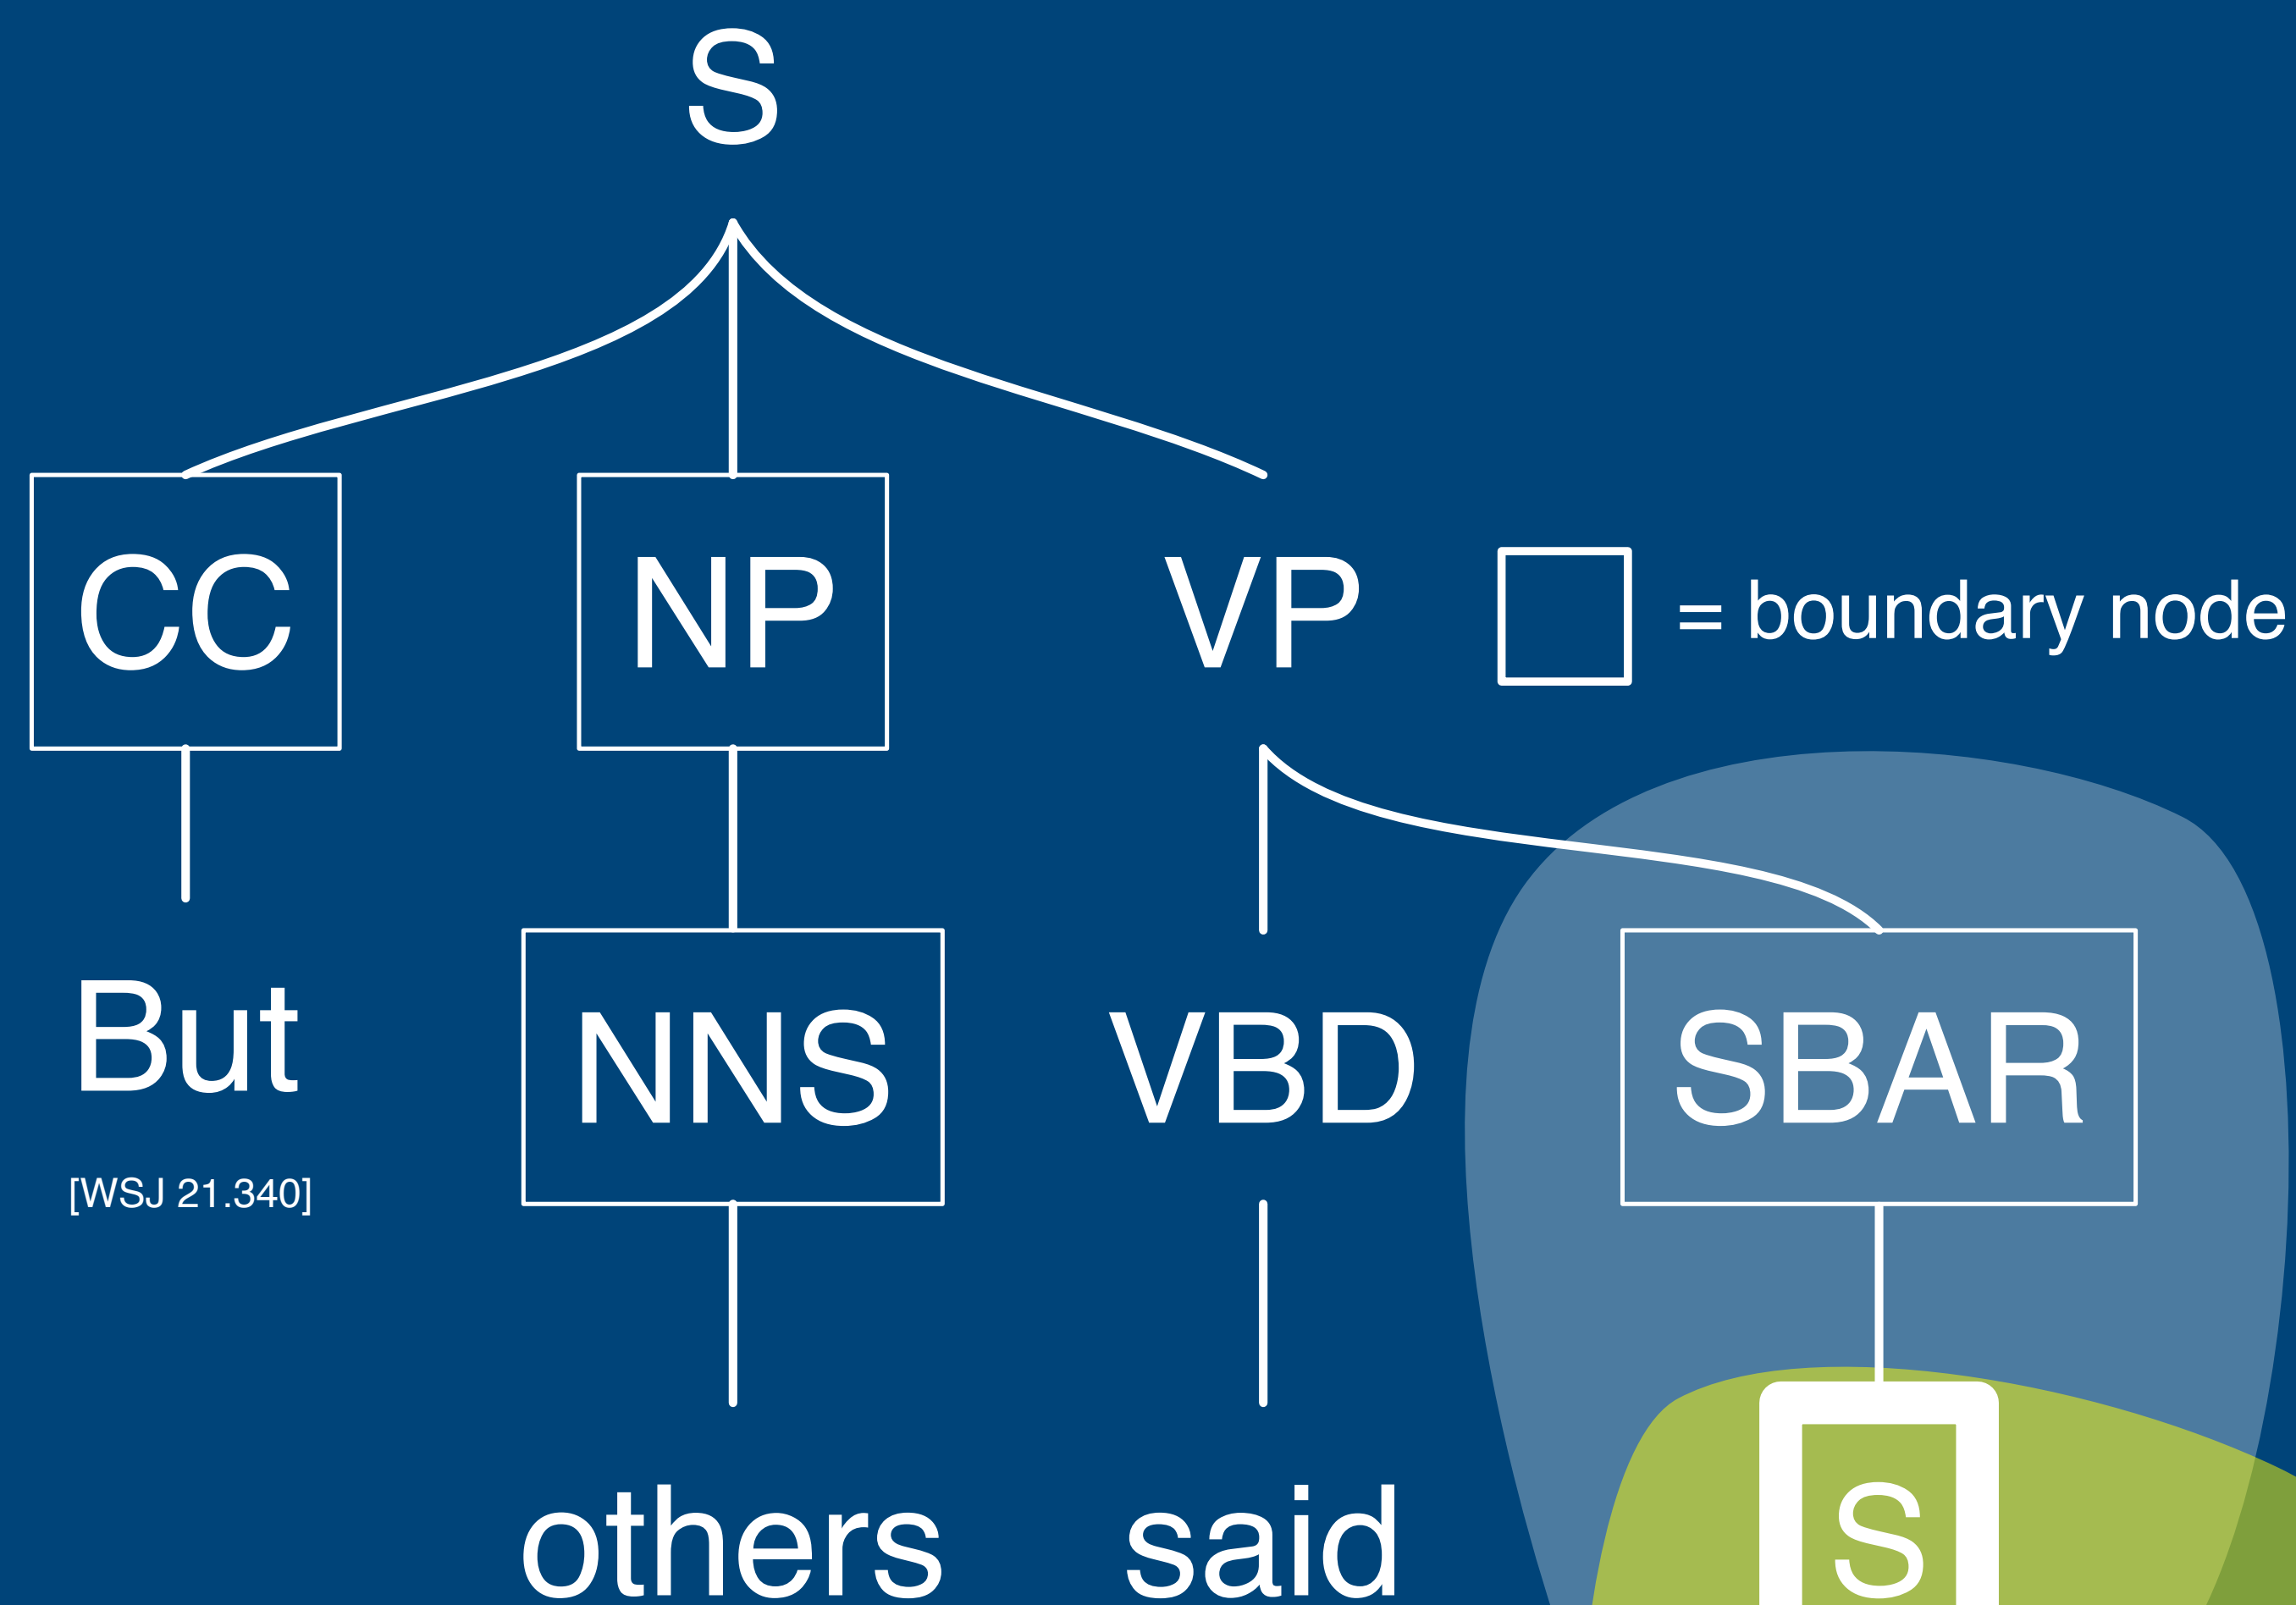 S
CC NP VP
= boundary node
But NNS VBD SBAR
[WSJ 21.340]
others said S